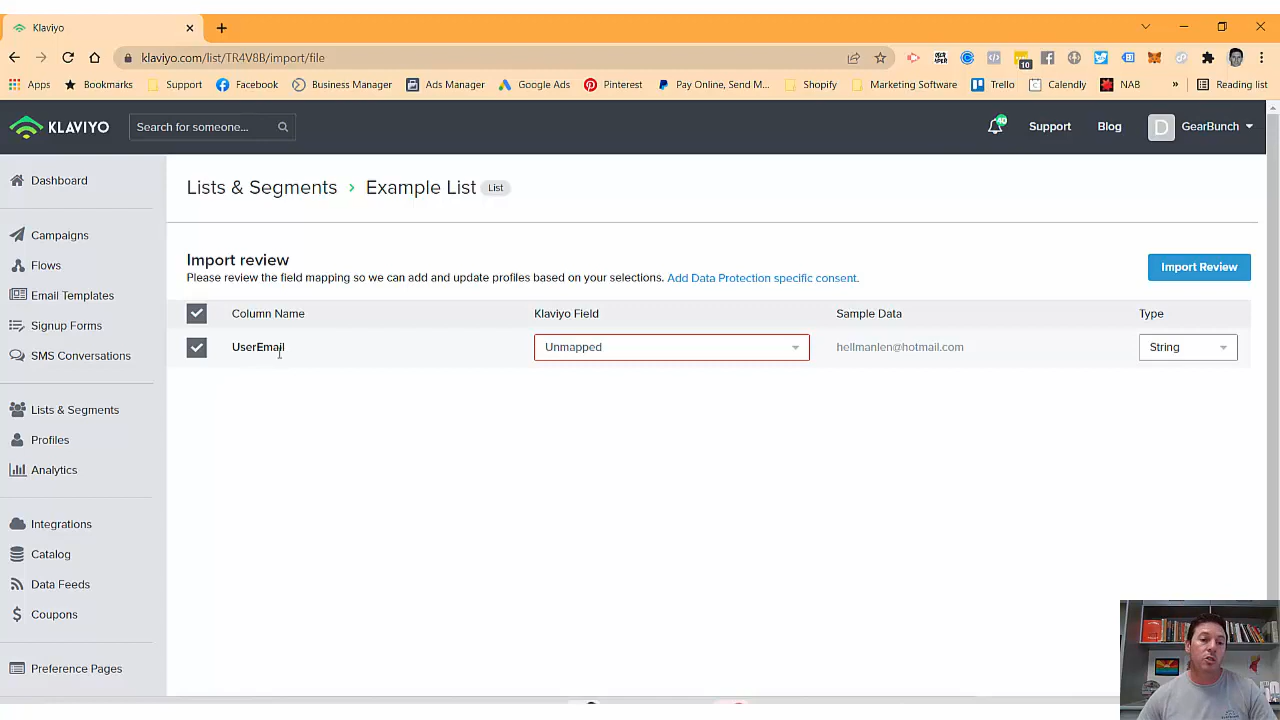 Klaviyo
klaviyo.com/list/TR4V8B/import/file
10
Apps Bookmarks Support Facebook Business Manager Ads Manager Google Ads Pinterest Pay Online, Send M... Shopify Marketing Software Trello Calendly NAB » Reading list
KLAVIYO Search for someone... 40 Support Blog D GearBunch
Dashboard
Campaigns
Flows
Email Templates
Signup Forms
SMS Conversations
Lists & Segments
Profiles
Analytics
Integrations
Catalog
Data Feeds
Coupons
Preference Pages
Lists & Segments > Example List List
Import review
Please review the field mapping so we can add and update profiles based on your selections. Add Data Protection specific consent.
Import Review
Column Name Klaviyo Field Sample Data Type
UserEmail Unmapped hellmanlen@hotmail.com String